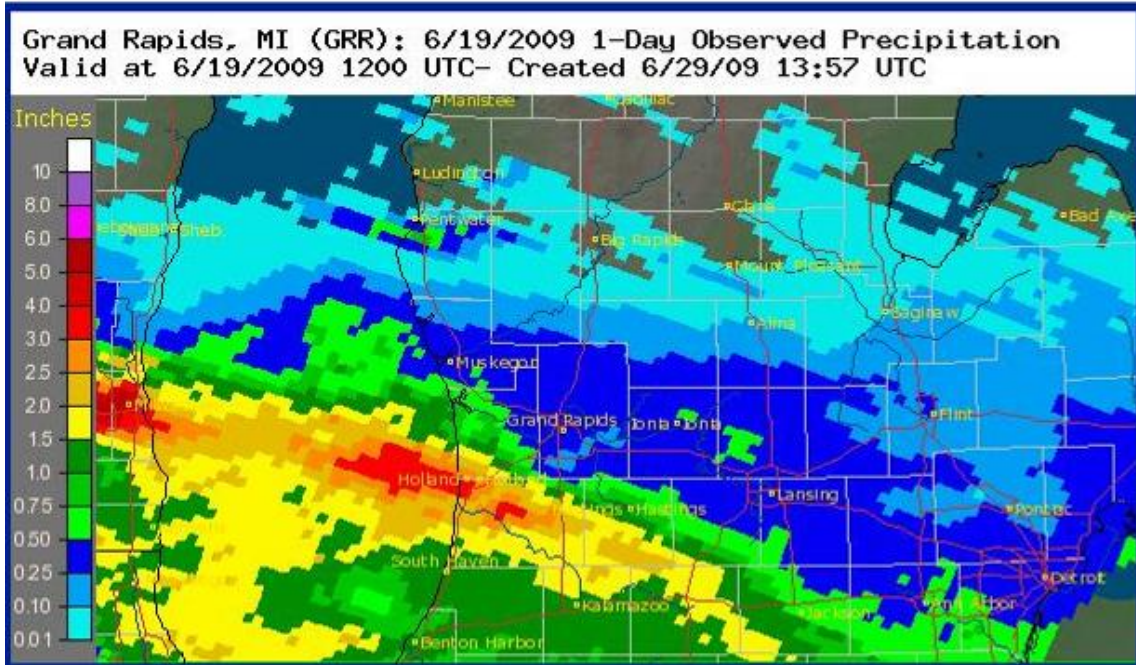 Grand Rapids, MI (GRR): 6/19/2009 1-Day Observed Precipitation
Valid at 6/19/2009 1200 UTC- Created 6/29/09 13:57 UTC
Inches
10
8.0
6.0
5.0
4.0
3.0
2.5
2.0
1.5
1.0
0.75
0.50
0.25
0.10
0.01
Manistee
Cadillac
Ludington
Pentwater
Clare
Bad Axe
Sheb.
Big Rapids
Mount Pleasant
Saginaw
Alma
Muskegon
Grand Rapids
Ionia
Ionia
Flint
Holland
Lansing
Hastings
Pontiac
South Haven
Detroit
Kalamazoo
Jackson
Ann Arbor
Benton Harbor